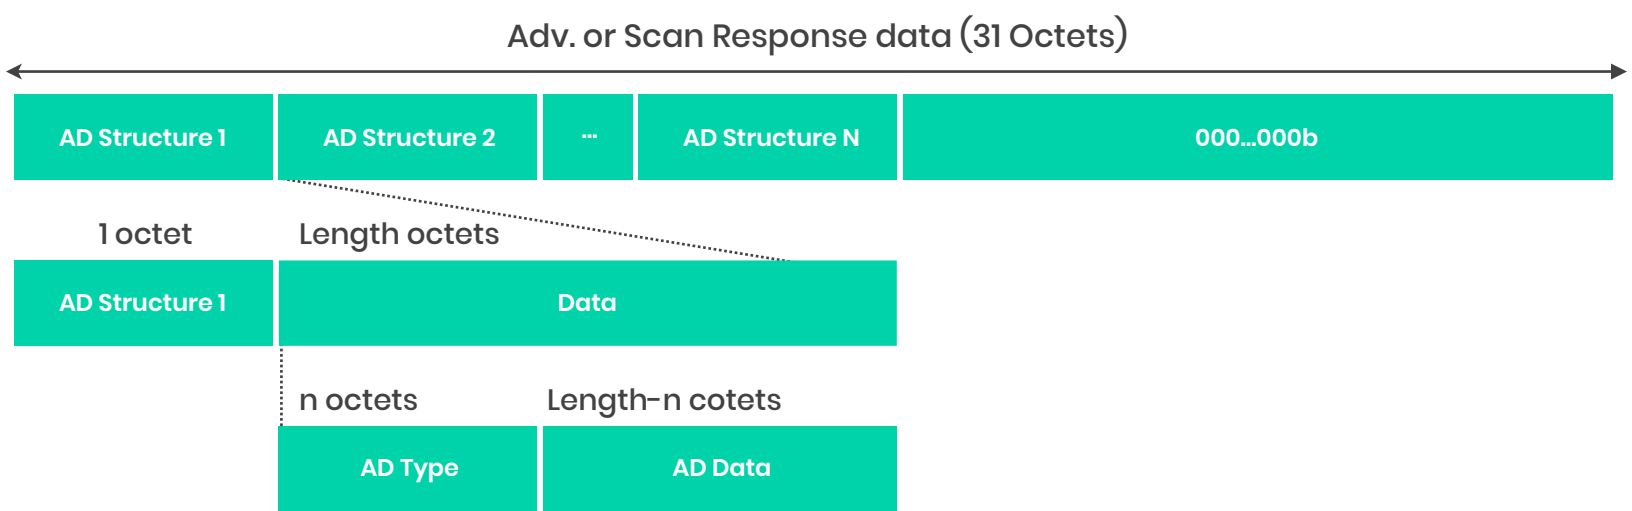 Adv. or Scan Response data (31 Octets)
AD Structure 1 AD Structure 2 ... AD Structure N 000...000b
1 octet Length octets
AD Structure 1 Data
n octets Length-n cotets
AD Type AD Data